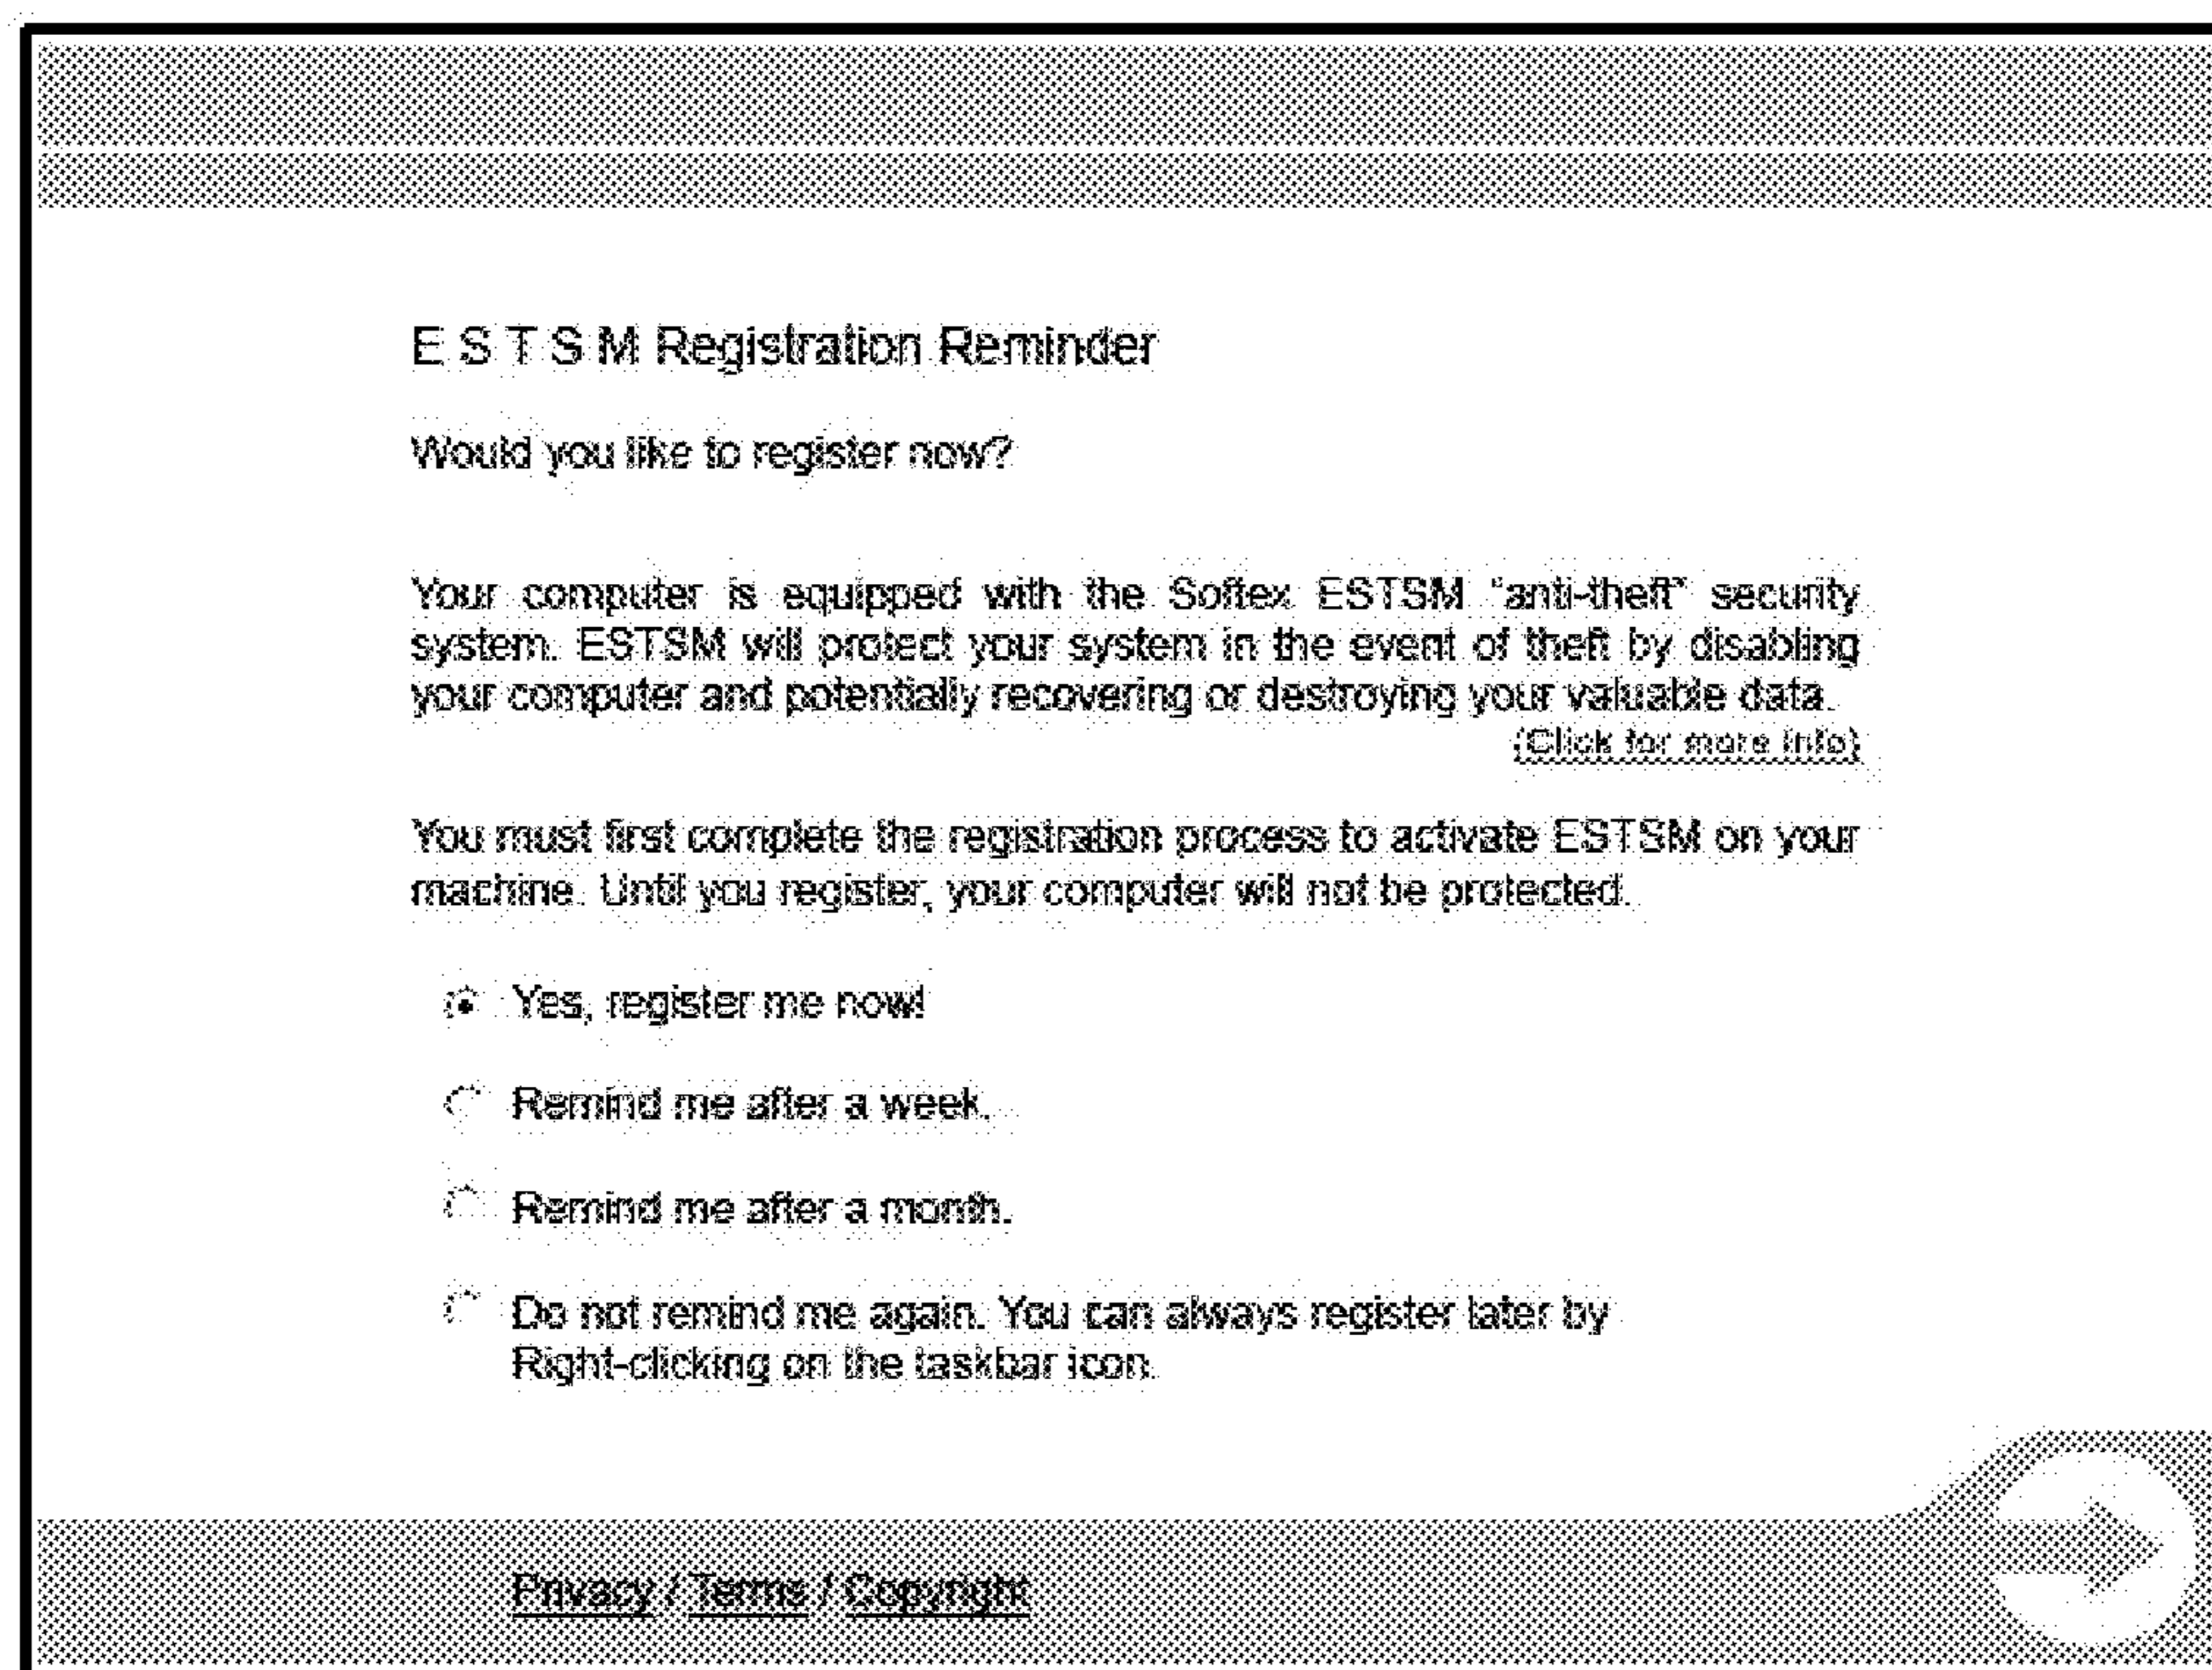 E S T S M Registration Reminder
Would you like to register now?
Your computer is equipped with the Softex ESTSM "anti-theft" security
system. ESTSM will protect your system in the event of theft by disabling
your computer and potentially recovering or destroying your valuable data.
(Click for more info)
You must first complete the registration process to activate ESTSM on your
machine. Until you register, your computer will not be protected.
Yes, register me now!
Remind me after a week.
Remind me after a month.
Do not remind me again. You can always register later by
Right-clicking on the taskbar icon.
Privacy / Terms / Copyright